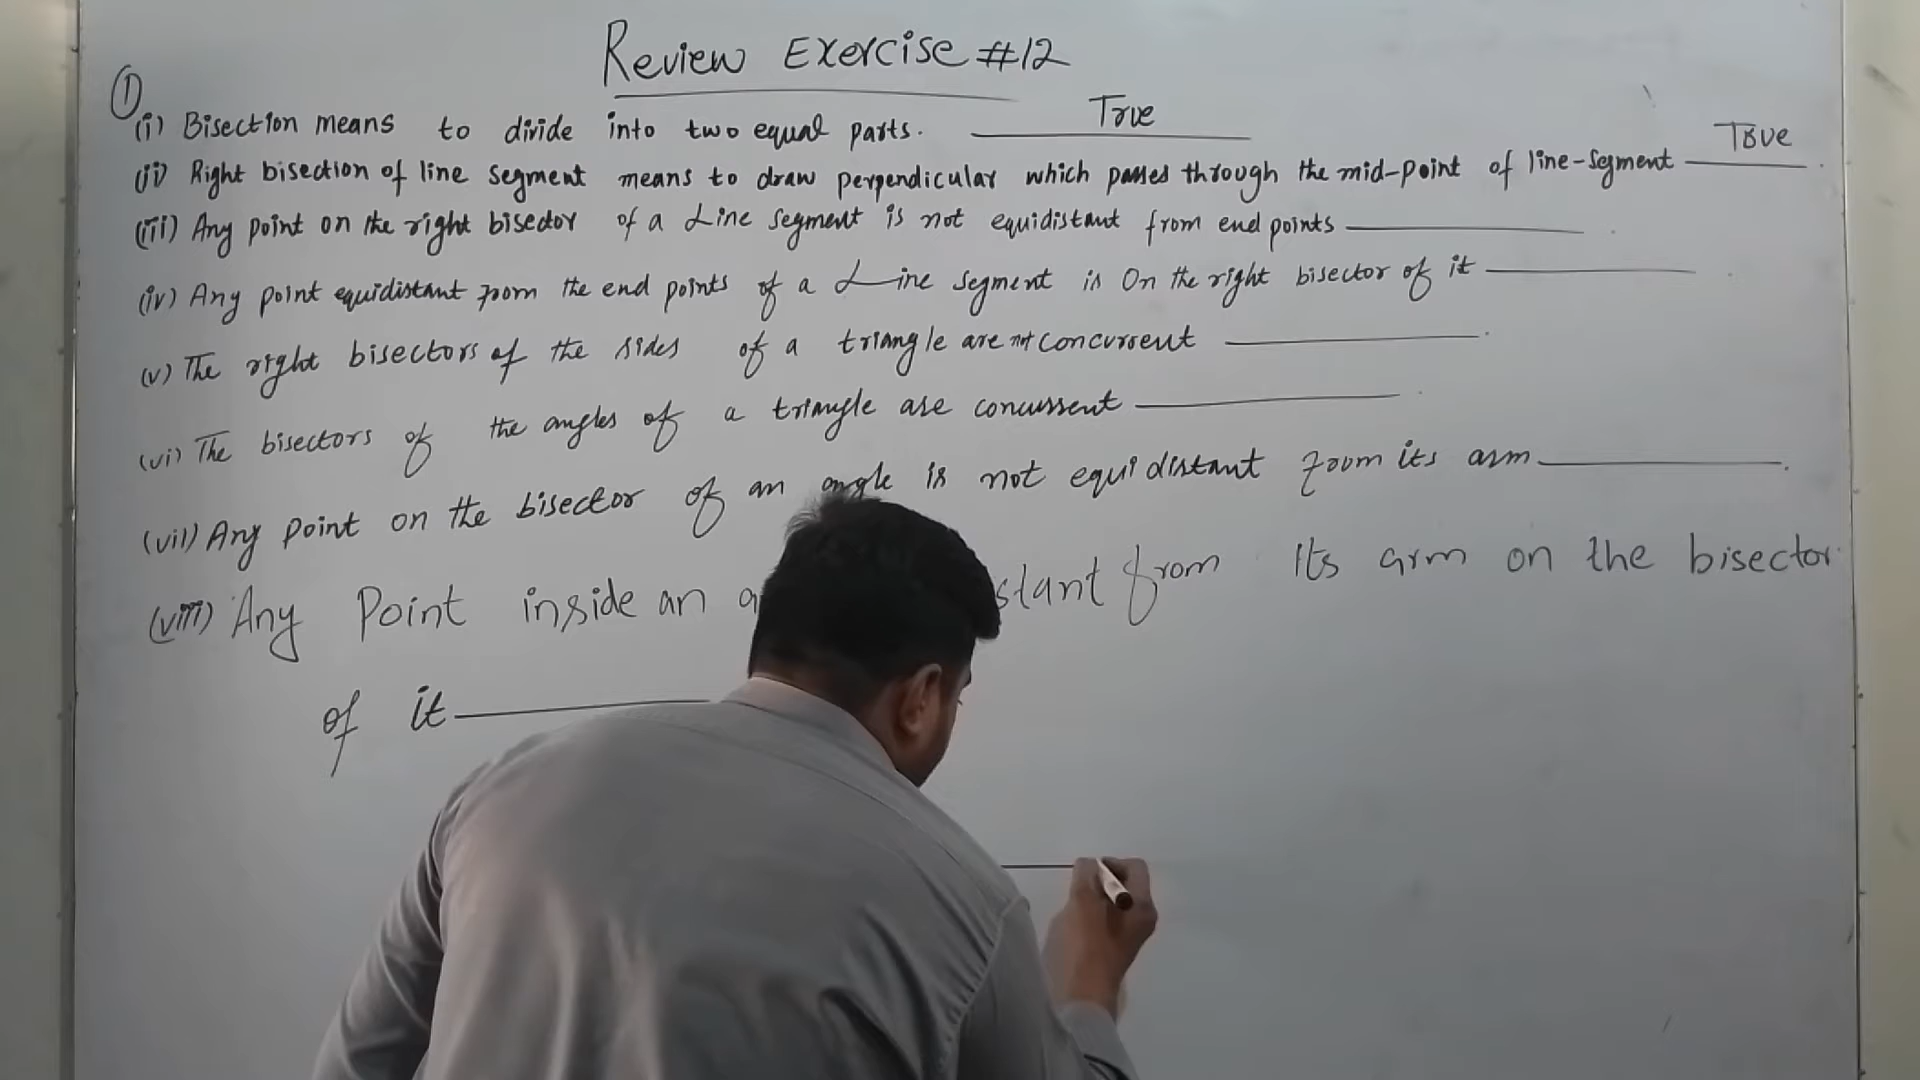 Review Exercise #12
①
(i) Bisection means to divide into two equal parts. True
(ii) Right bisection of line segment means to draw perpendicular which passes through the mid-point of line-segment True
(iii) Any point on the right bisector of a Line segment is not equidistant from end points
(iv) Any point equidistant from the end points of a Line segment is On the right bisector of it
(v) The right bisectors of the sides of a triangle are not concurrent
(vi) The bisectors of the angles of a triangle are concurrent
(vii) Any point on the bisector of an angle is not equidistant from its arm
(viii) Any Point inside an stant from Its arm on the bisector
of it